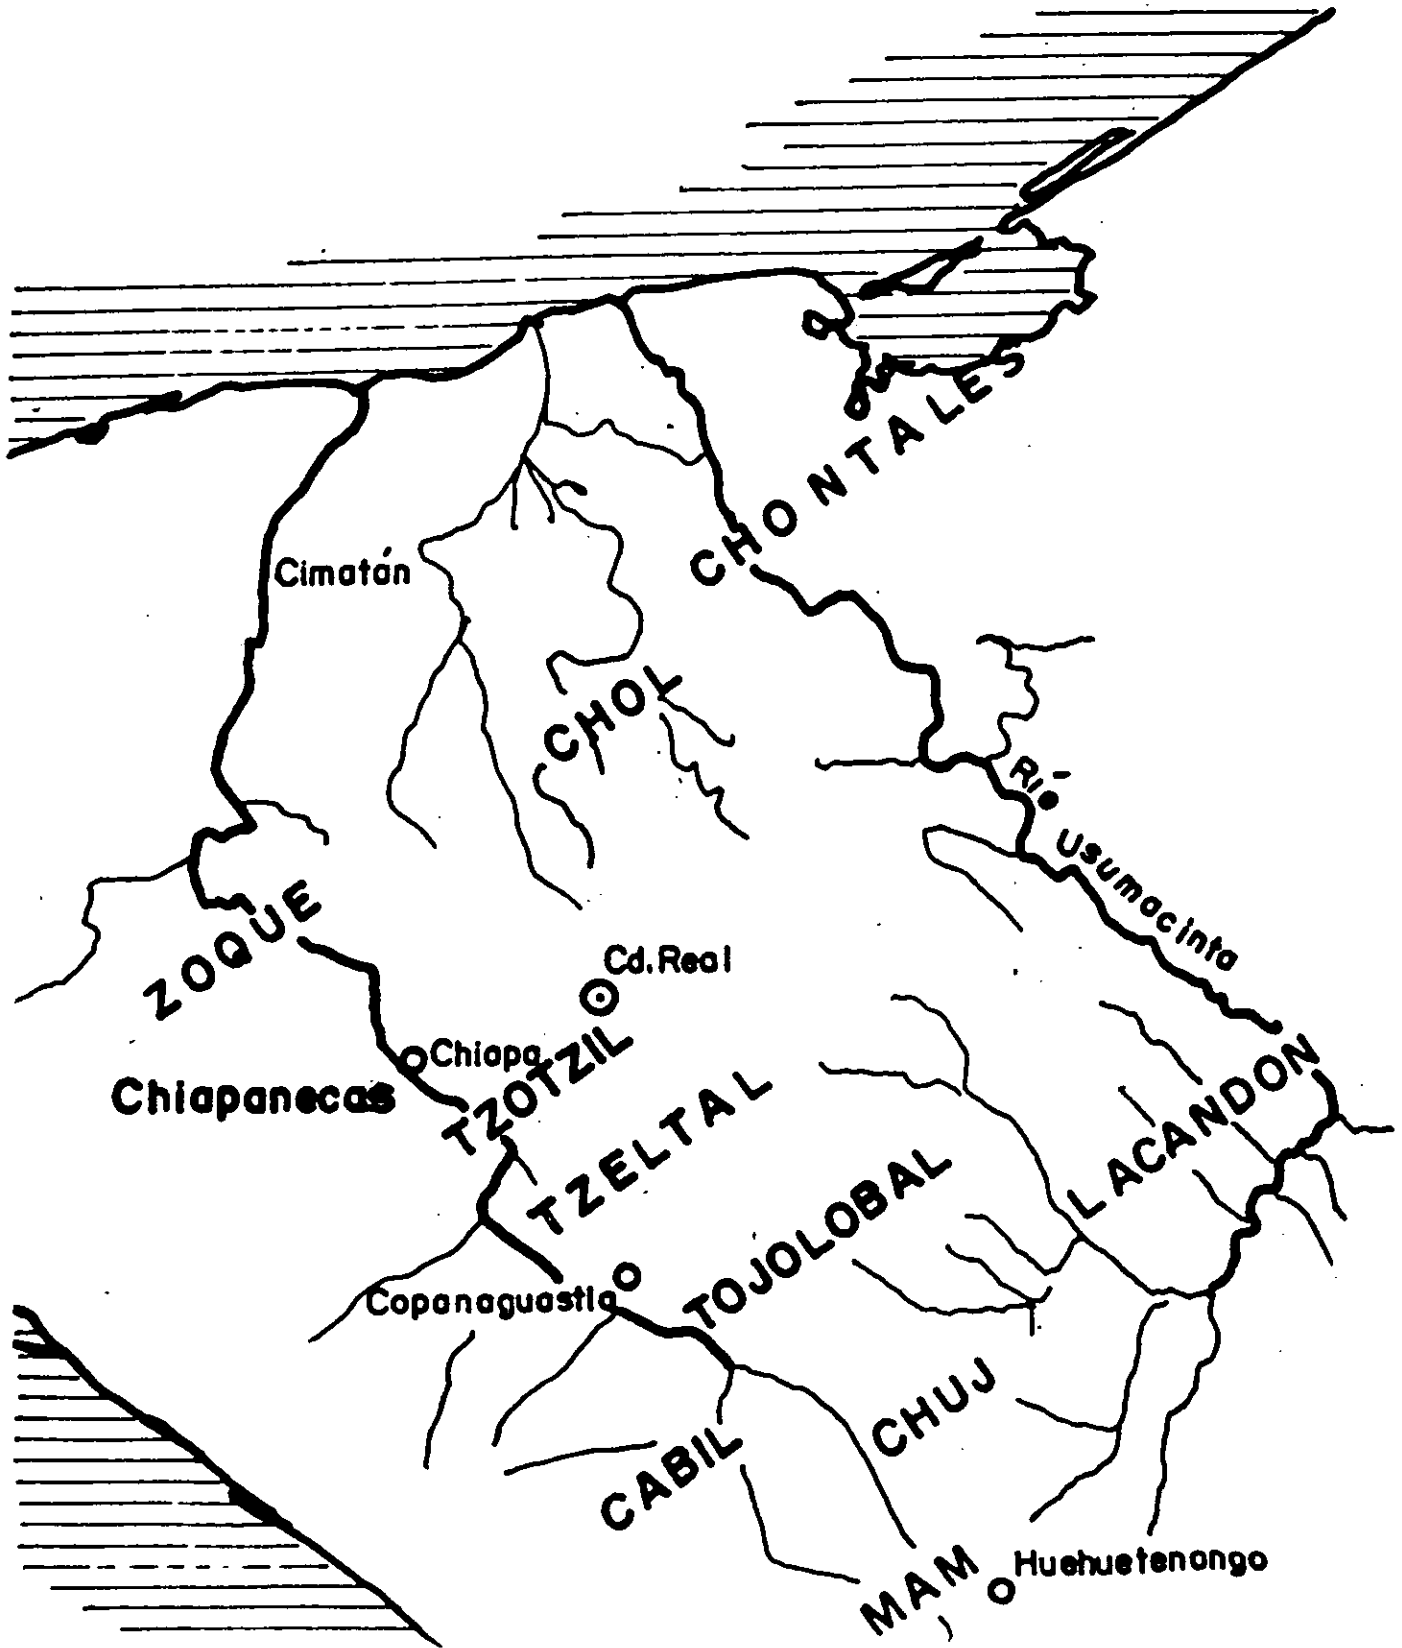 CHONTALES
Cimatán
CHOL
Río Usumacinta
ZOQUE
Cd. Real
Chiapa
Chiapanecas
TZOTZIL
TZELTAL
LACANDON
TOJOLOBAL
Copanaguastla
CHUJ
CABIL
MAM
Huehuetenango